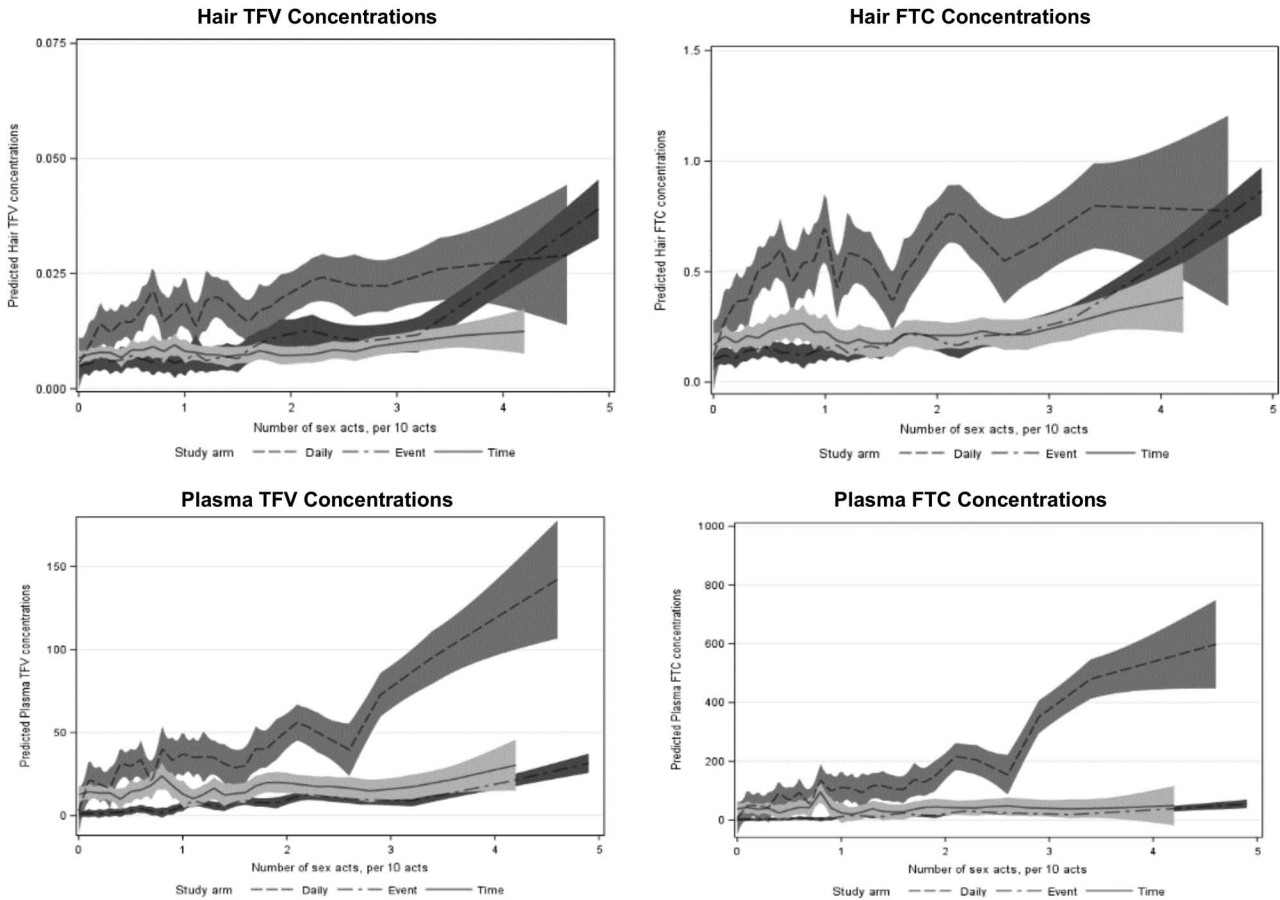 Hair TFV Concentrations
Predicted Hair TFV concentrations
0.075
0.050
0.025
0.000
0 1 2 3 4 5
Number of sex acts, per 10 acts
Study arm Daily Event Time
Hair FTC Concentrations
Predicted Hair FTC concentrations
1.5
1.0
0.5
0.0
0 1 2 3 4 5
Number of sex acts, per 10 acts
Study arm Daily Event Time
Plasma TFV Concentrations
Predicted Plasma TFV concentrations
150
100
50
0
0 1 2 3 4 5
Number of sex acts, per 10 acts
Study arm Daily Event Time
Plasma FTC Concentrations
Predicted Plasma FTC concentrations
1000
800
600
400
200
0
0 1 2 3 4 5
Number of sex acts, per 10 acts
Study arm Daily Event Time